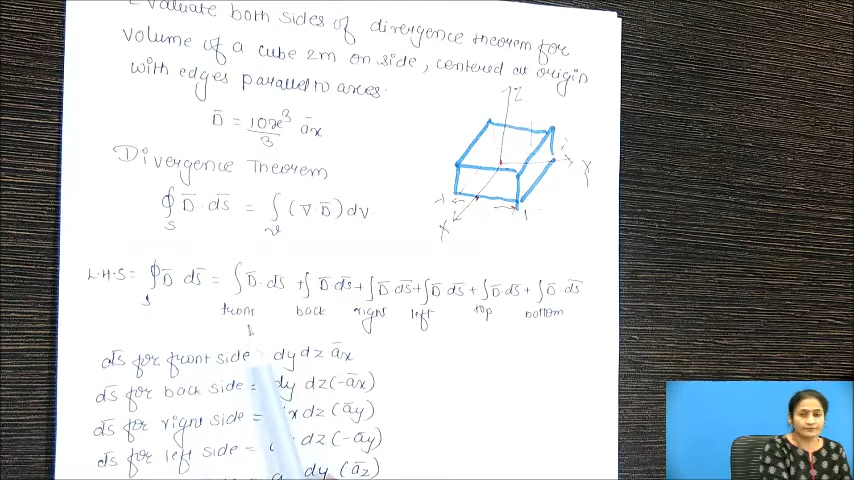 Evaluate both sides of divergence theorem for
volume of a cube 2m on side, centered at origin
with edges parallel to axes.
D̄ = 10x³/3 āx
Z
Y
X
-1
1
Divergence Theorem
∮s D̄ · ds̄ = ∫v (∇ D̄) dv
L.H.S = ∮s D̄ ds̄ = ∫ D̄ · ds̄ + ∫ D̄ ds̄ + ∫ D̄ · ds̄ + ∫ D̄ ds̄ + ∫ D̄ · ds̄ + ∫ D̄ · ds̄
front back right left top bottom
ds̄ for front side dy dz āx
ds̄ for back side = dy dz (-āx)
ds̄ for right side = dz (āy)
ds̄ for left side = dz (-āy)
dy (āz)